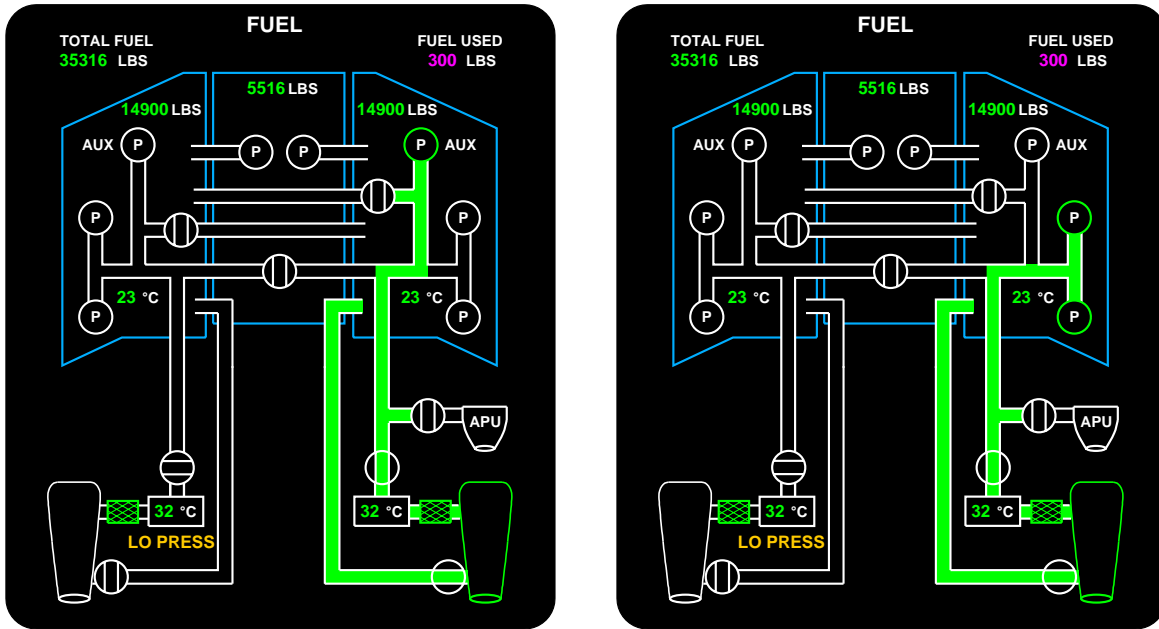 FUEL
TOTAL FUEL
35316 LBS
FUEL USED
300 LBS
5516 LBS
14900 LBS
14900 LBS
AUX P
P
P
P AUX
P
P
23 °C
23 °C
P
P
APU
32 °C
32 °C
LO PRESS
FUEL
TOTAL FUEL
35316 LBS
FUEL USED
300 LBS
5516 LBS
14900 LBS
14900 LBS
AUX P
P
P
P AUX
P
P
23 °C
23 °C
P
P
APU
32 °C
32 °C
LO PRESS